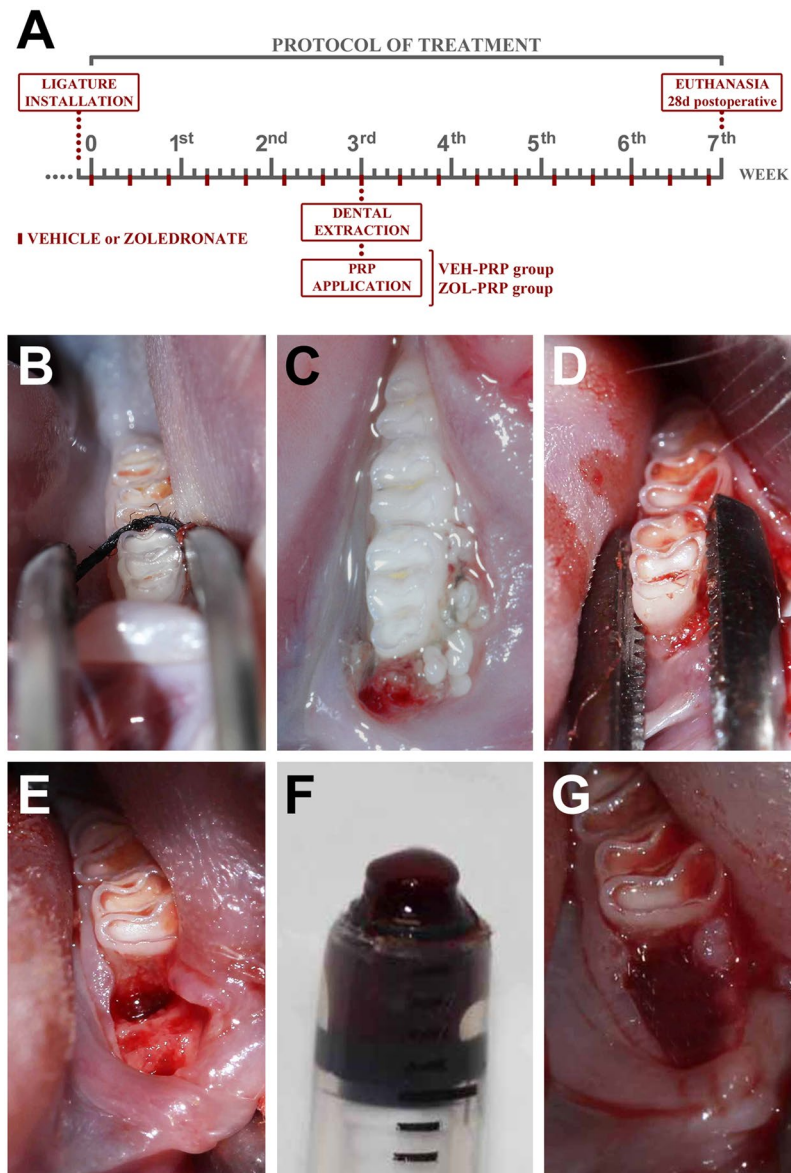 A
PROTOCOL OF TREATMENT
LIGATURE
INSTALLATION
EUTHANASIA
28d postoperative
0 1st 2nd 3rd 4th 5th 6th 7th
WEEK
DENTAL
EXTRACTION
VEHICLE or ZOLEDRONATE
PRP
APPLICATION
VEH-PRP group
ZOL-PRP group
B
C
D
E
F
G